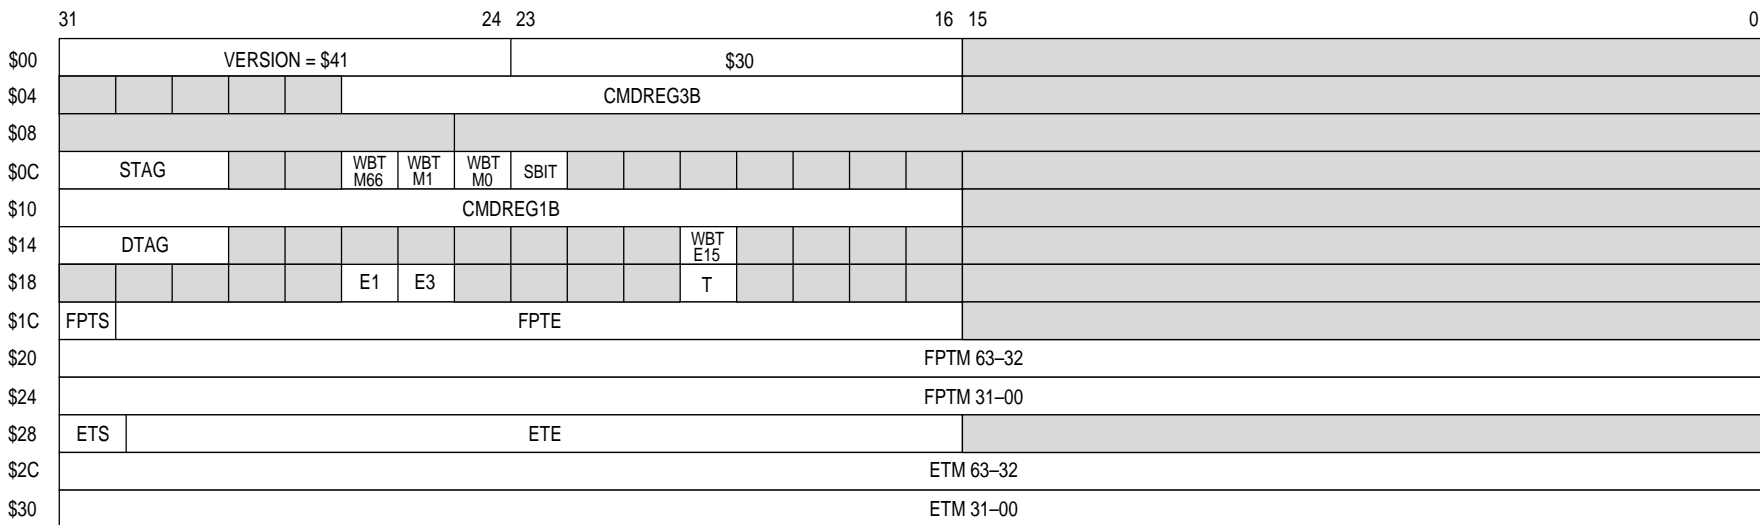 31 24 23 16 15 0
$00 VERSION = $41 $30
$04 CMDREG3B
$08
$0C STAG WBT M66 WBT M1 WBT M0 SBIT
$10 CMDREG1B
$14 DTAG WBT E15
$18 E1 E3 T
$1C FPTS FPTE
$20 FPTM 63–32
$24 FPTM 31–00
$28 ETS ETE
$2C ETM 63–32
$30 ETM 31–00